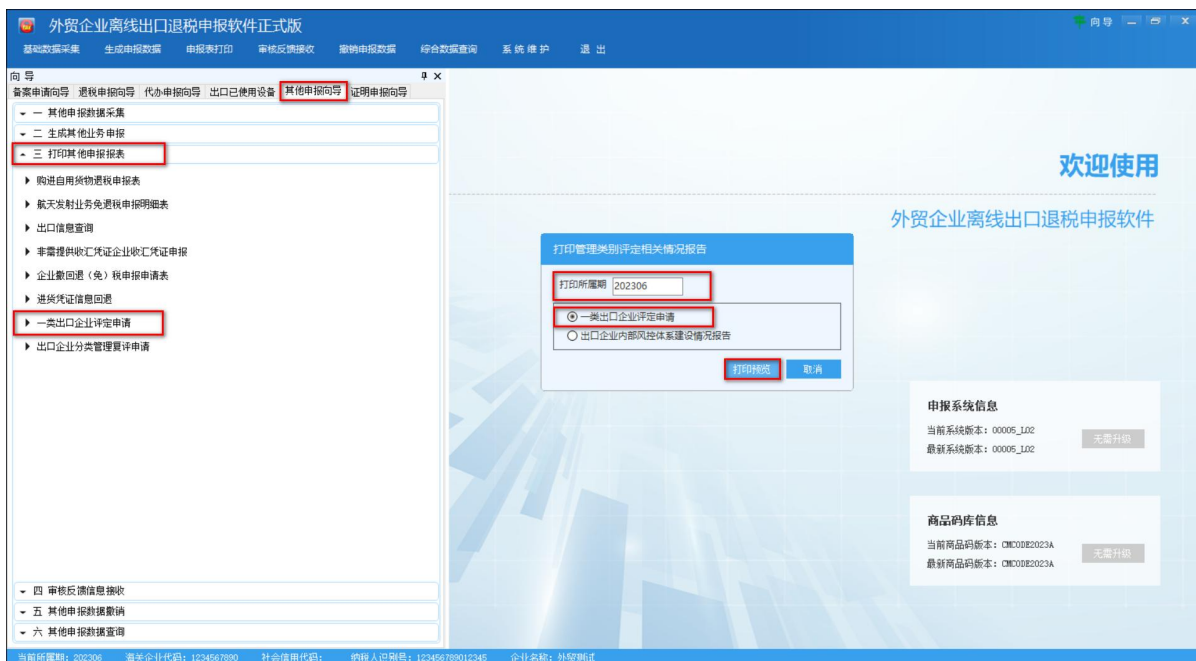 外贸企业离线出口退税申报软件正式版
向导
基础数据采集 生成申报数据 申报表打印 审核反馈接收 撤销申报数据 综合数据查询 系统维护 退出
向导
备案申请向导 退税申报向导 代办申报向导 出口已使用设备 其他申报向导 证明申报向导
一 其他申报数据采集
二 生成其他业务申报
三 打印其他申报报表
购进自用货物退税申报表
航天发射业务免退税申报明细表
出口信息查询
非需提供收汇凭证企业收汇凭证申报
企业撤回退（免）税申报申请表
进货凭证信息回退
一类出口企业评定申请
出口企业分类管理复评申请
四 审核反馈信息接收
五 其他申报数据撤销
六 其他申报数据查询
欢迎使用
外贸企业离线出口退税申报软件
打印管理类别评定相关情况报告
打印所属期 202306
一类出口企业评定申请
出口企业内部风控体系建设情况报告
打印预览 取消
申报系统信息
当前系统版本：00005_L02
最新系统版本：00005_L02
无需升级
商品码库信息
当前商品码版本：CMCODE2023A
最新商品码版本：CMCODE2023A
无需升级
当前所属期：202306 海关企业代码：1234567890 社会信用代码： 纳税人识别号：123456789012345 企业名称：外贸测试